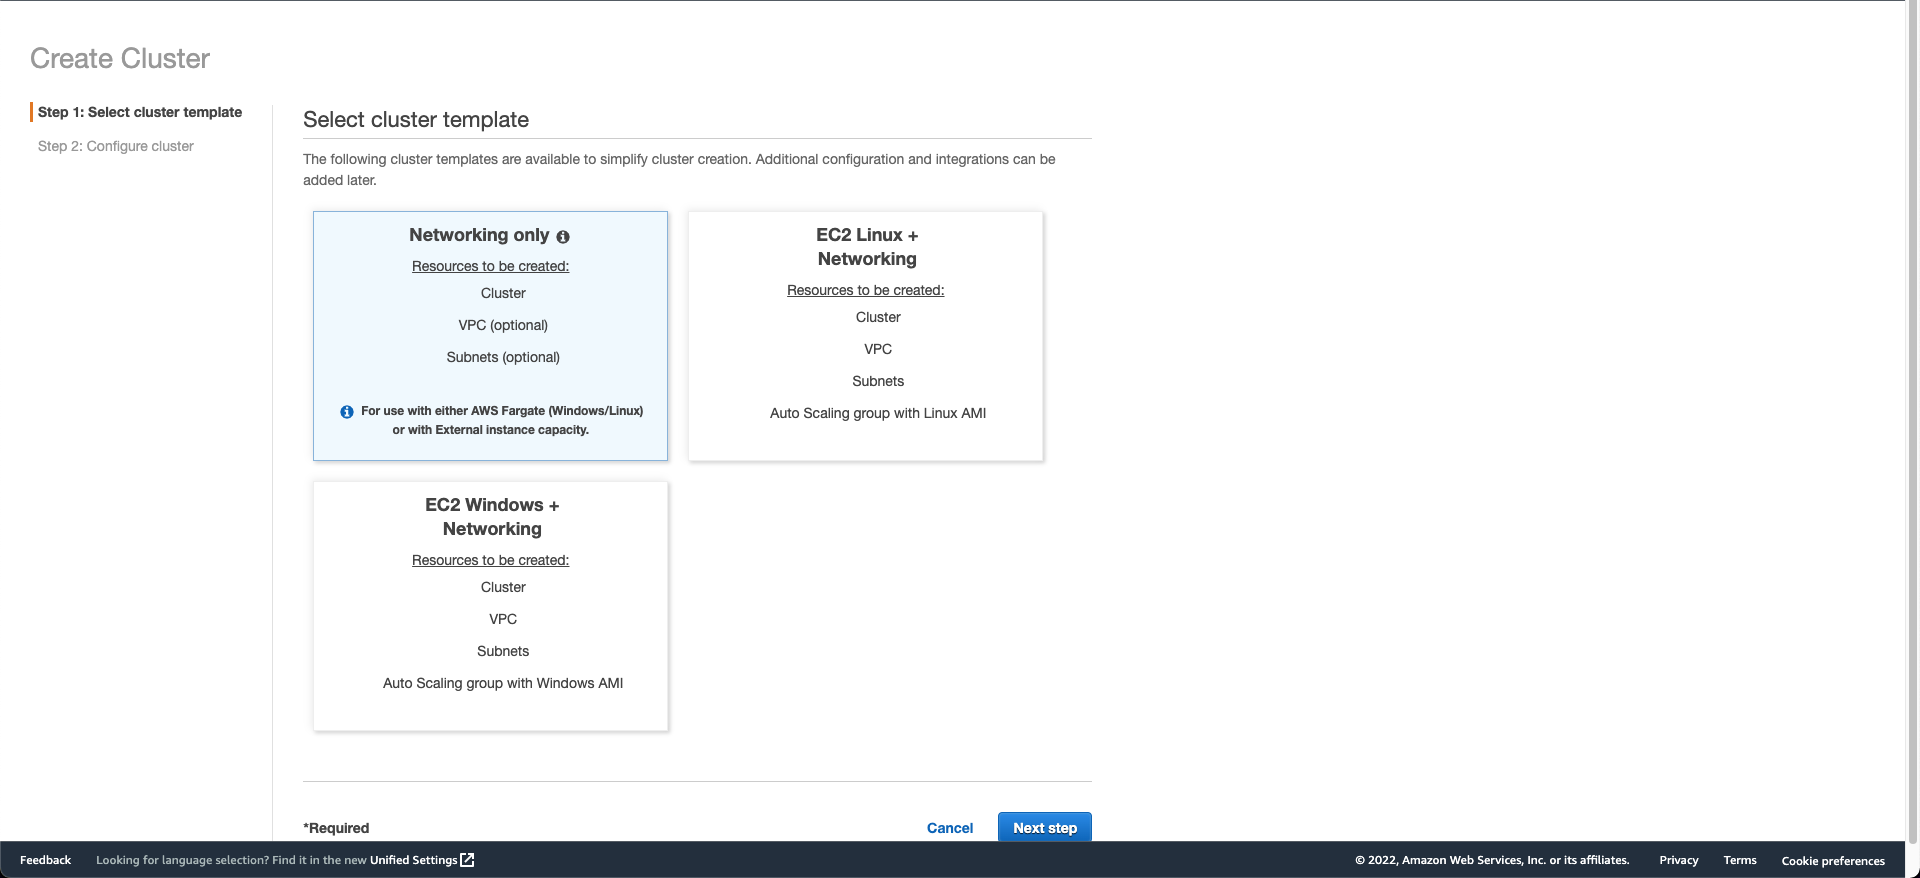 Create Cluster
Step 1: Select cluster template
Step 2: Configure cluster
Select cluster template
The following cluster templates are available to simplify cluster creation. Additional configuration and integrations can be
added later.
Networking only
Resources to be created:
Cluster
VPC (optional)
Subnets (optional)
For use with either AWS Fargate (Windows/Linux)
or with External instance capacity.
EC2 Linux +
Networking
Resources to be created:
Cluster
VPC
Subnets
Auto Scaling group with Linux AMI
EC2 Windows +
Networking
Resources to be created:
Cluster
VPC
Subnets
Auto Scaling group with Windows AMI
*Required
Cancel
Next step
Feedback
Looking for language selection? Find it in the new Unified Settings
© 2022, Amazon Web Services, Inc. or its affiliates.
Privacy
Terms
Cookie preferences